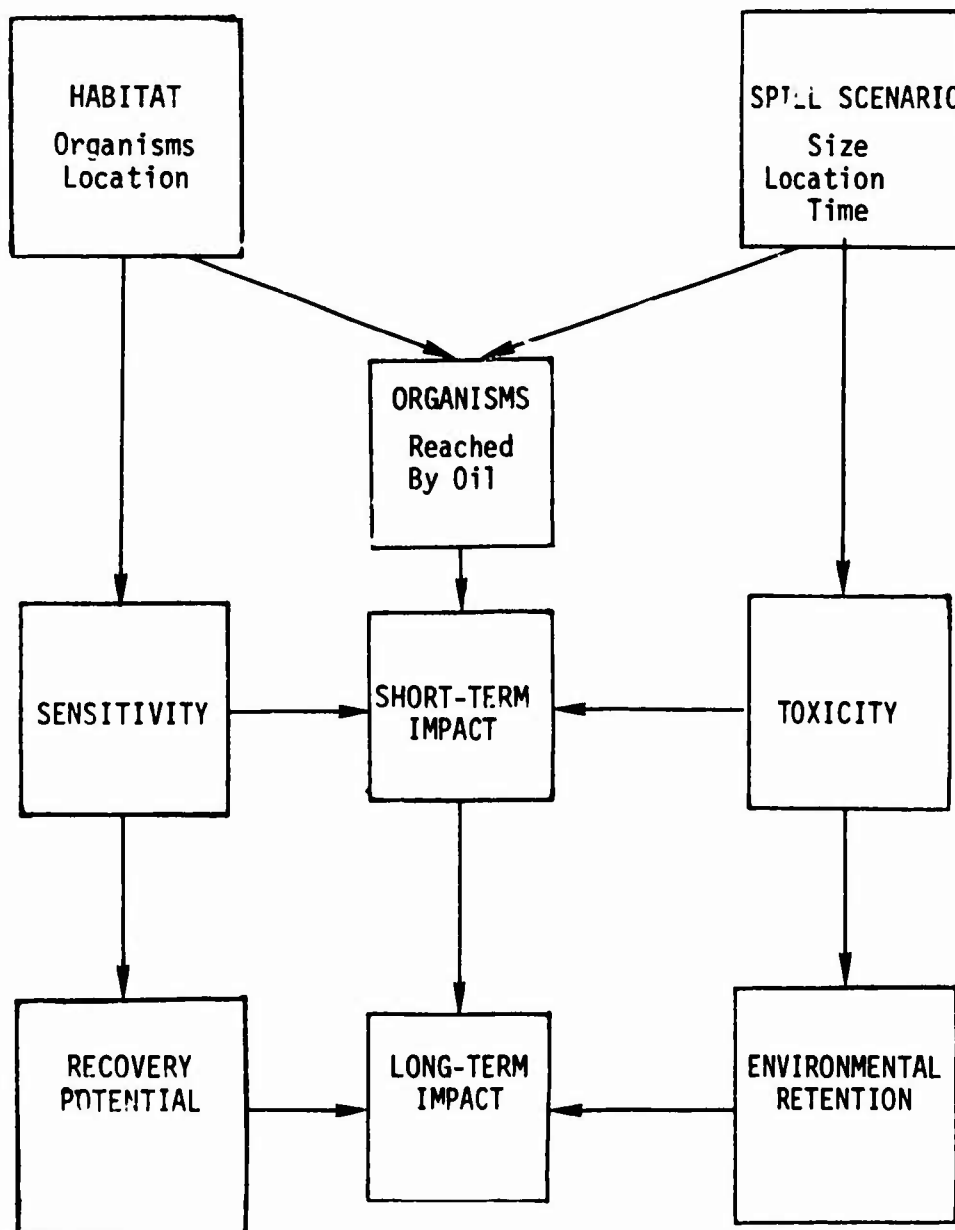 HABITAT
Organisms
Location
SPILL SCENARIO
Size
Location
Time
ORGANISMS
Reached
By Oil
SENSITIVITY
SHORT-TERM
IMPACT
TOXICITY
RECOVERY
POTENTIAL
LONG-TERM
IMPACT
ENVIRONMENTAL
RETENTION